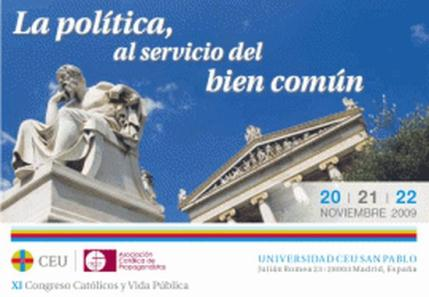 La política,
al servicio del
bien común
20 | 21 | 22
NOVIEMBRE 2009
CEU
Asociación
Católica de
Propagandistas
UNIVERSIDAD CEU SAN PABLO
Julián Romea 23 - 28003 Madrid, España
XI Congreso Católicos y Vida Pública